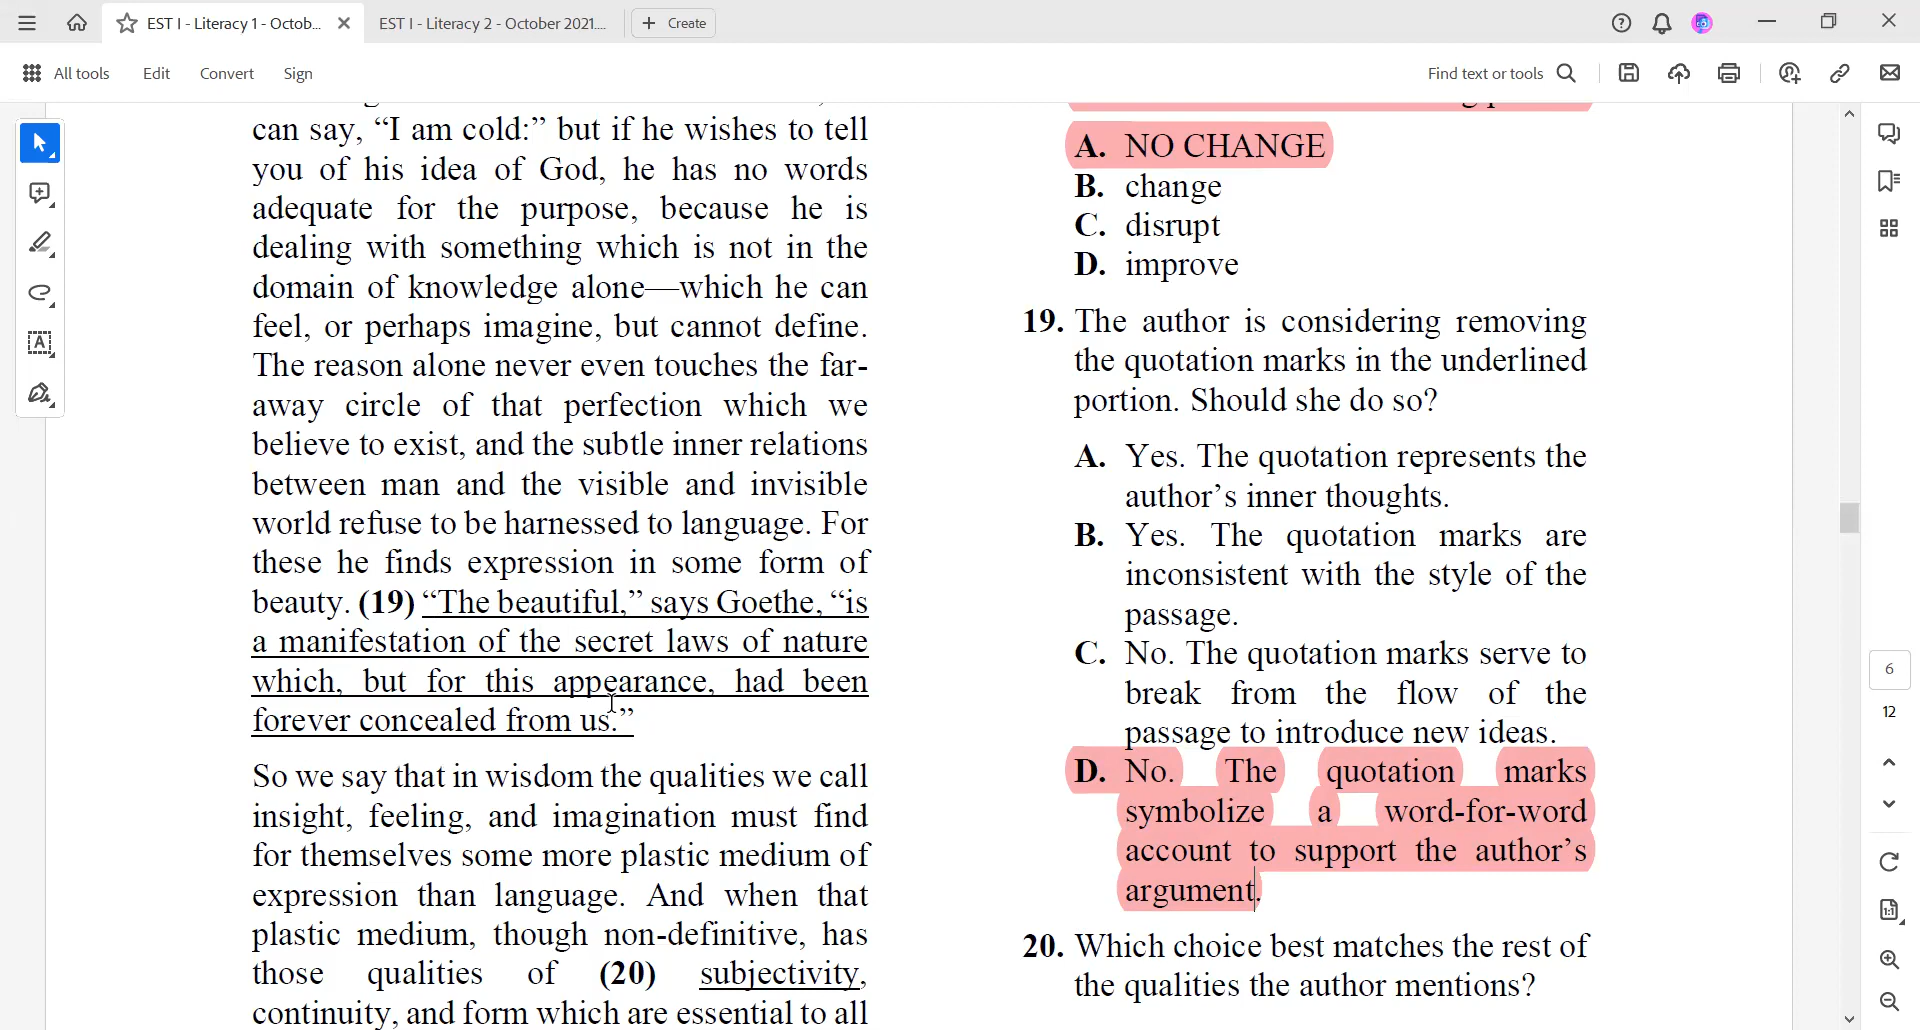 EST I - Literacy 1 - Octob...
EST I - Literacy 2 - October 2021....
Create
All tools
Edit
Convert
Sign
Find text or tools
can say, “I am cold:” but if he wishes to tell
you of his idea of God, he has no words
adequate for the purpose, because he is
dealing with something which is not in the
domain of knowledge alone—which he can
feel, or perhaps imagine, but cannot define.
The reason alone never even touches the far-
away circle of that perfection which we
believe to exist, and the subtle inner relations
between man and the visible and invisible
world refuse to be harnessed to language. For
these he finds expression in some form of
beauty. (19) “The beautiful,” says Goethe, “is
a manifestation of the secret laws of nature
which, but for this appearance, had been
forever concealed from us.”
So we say that in wisdom the qualities we call
insight, feeling, and imagination must find
for themselves some more plastic medium of
expression than language. And when that
plastic medium, though non-definitive, has
those qualities of (20) subjectivity,
continuity, and form which are essential to all
A. NO CHANGE
B. change
C. disrupt
D. improve
19. The author is considering removing
the quotation marks in the underlined
portion. Should she do so?
A. Yes. The quotation represents the
author’s inner thoughts.
B. Yes. The quotation marks are
inconsistent with the style of the
passage.
C. No. The quotation marks serve to
break from the flow of the
passage to introduce new ideas.
D. No. The quotation marks
symbolize a word-for-word
account to support the author’s
argument.
20. Which choice best matches the rest of
the qualities the author mentions?
6
12